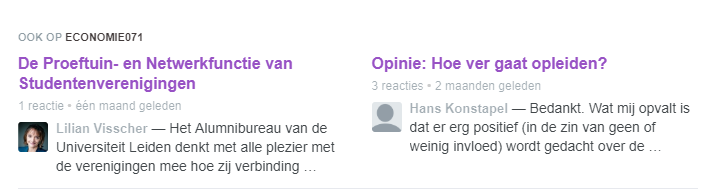 OOK OP ECONOMIE071
De Proeftuin- en Netwerkfunctie van
Studentenverenigingen
1 reactie • één maand geleden
Lilian Visscher — Het Alumnibureau van de
Universiteit Leiden denkt met alle plezier met
de verenigingen mee hoe zij verbinding …
Opinie: Hoe ver gaat opleiden?
3 reacties • 2 maanden geleden
Hans Konstapel — Bedankt. Wat mij opvalt is
dat er erg positief (in de zin van geen of
weinig invloed) wordt gedacht over de …